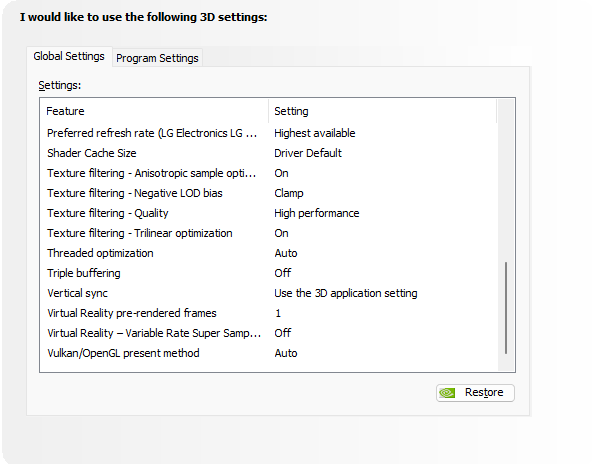 I would like to use the following 3D settings:
Global Settings Program Settings
Settings:
Feature Setting
Preferred refresh rate (LG Electronics LG ... Highest available
Shader Cache Size Driver Default
Texture filtering - Anisotropic sample opti... On
Texture filtering - Negative LOD bias Clamp
Texture filtering - Quality High performance
Texture filtering - Trilinear optimization On
Threaded optimization Auto
Triple buffering Off
Vertical sync Use the 3D application setting
Virtual Reality pre-rendered frames 1
Virtual Reality – Variable Rate Super Samp... Off
Vulkan/OpenGL present method Auto
Restore